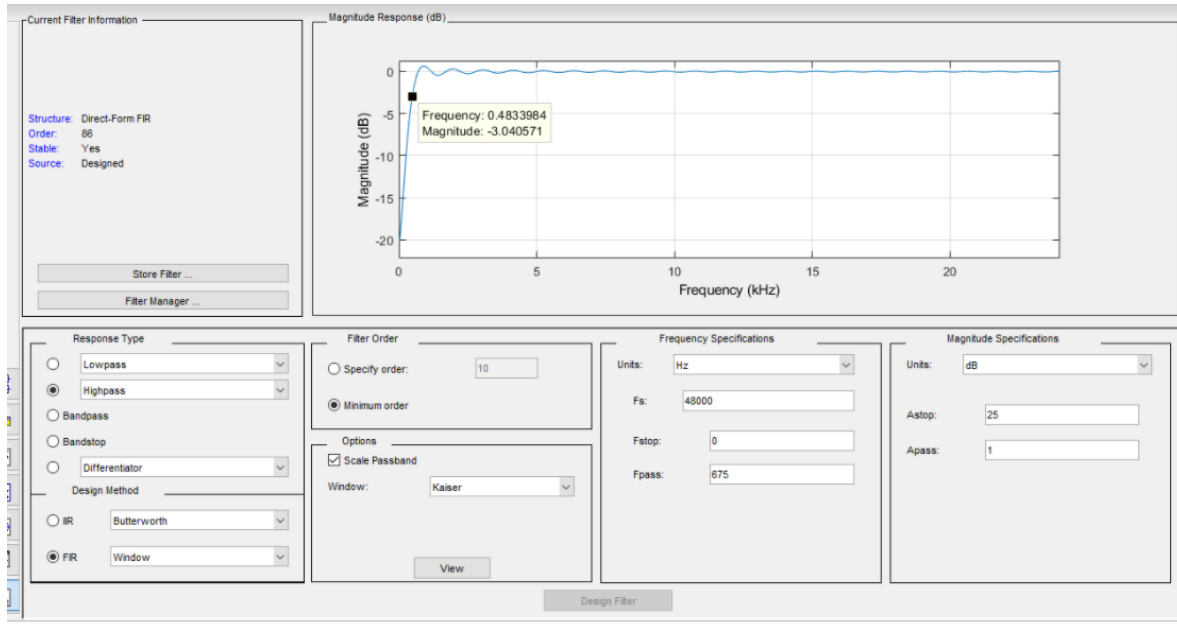 Current Filter Information
Structure: Direct-Form FIR
Order: 86
Stable: Yes
Source: Designed
Store Filter ...
Filter Manager ...
Magnitude Response (dB)
0
-5
-10
-15
-20
Magnitude (dB)
Frequency: 0.4833984
Magnitude: -3.040571
0 5 10 15 20
Frequency (kHz)
Response Type
Lowpass
Highpass
Bandpass
Bandstop
Differentiator
Design Method
IIR Butterworth
FIR Window
Filter Order
Specify order: 10
Minimum order
Options
Scale Passband
Window: Kaiser
View
Frequency Specifications
Units: Hz
Fs: 48000
Fstop: 0
Fpass: 675
Magnitude Specifications
Units: dB
Astop: 25
Apass: 1
Design Filter